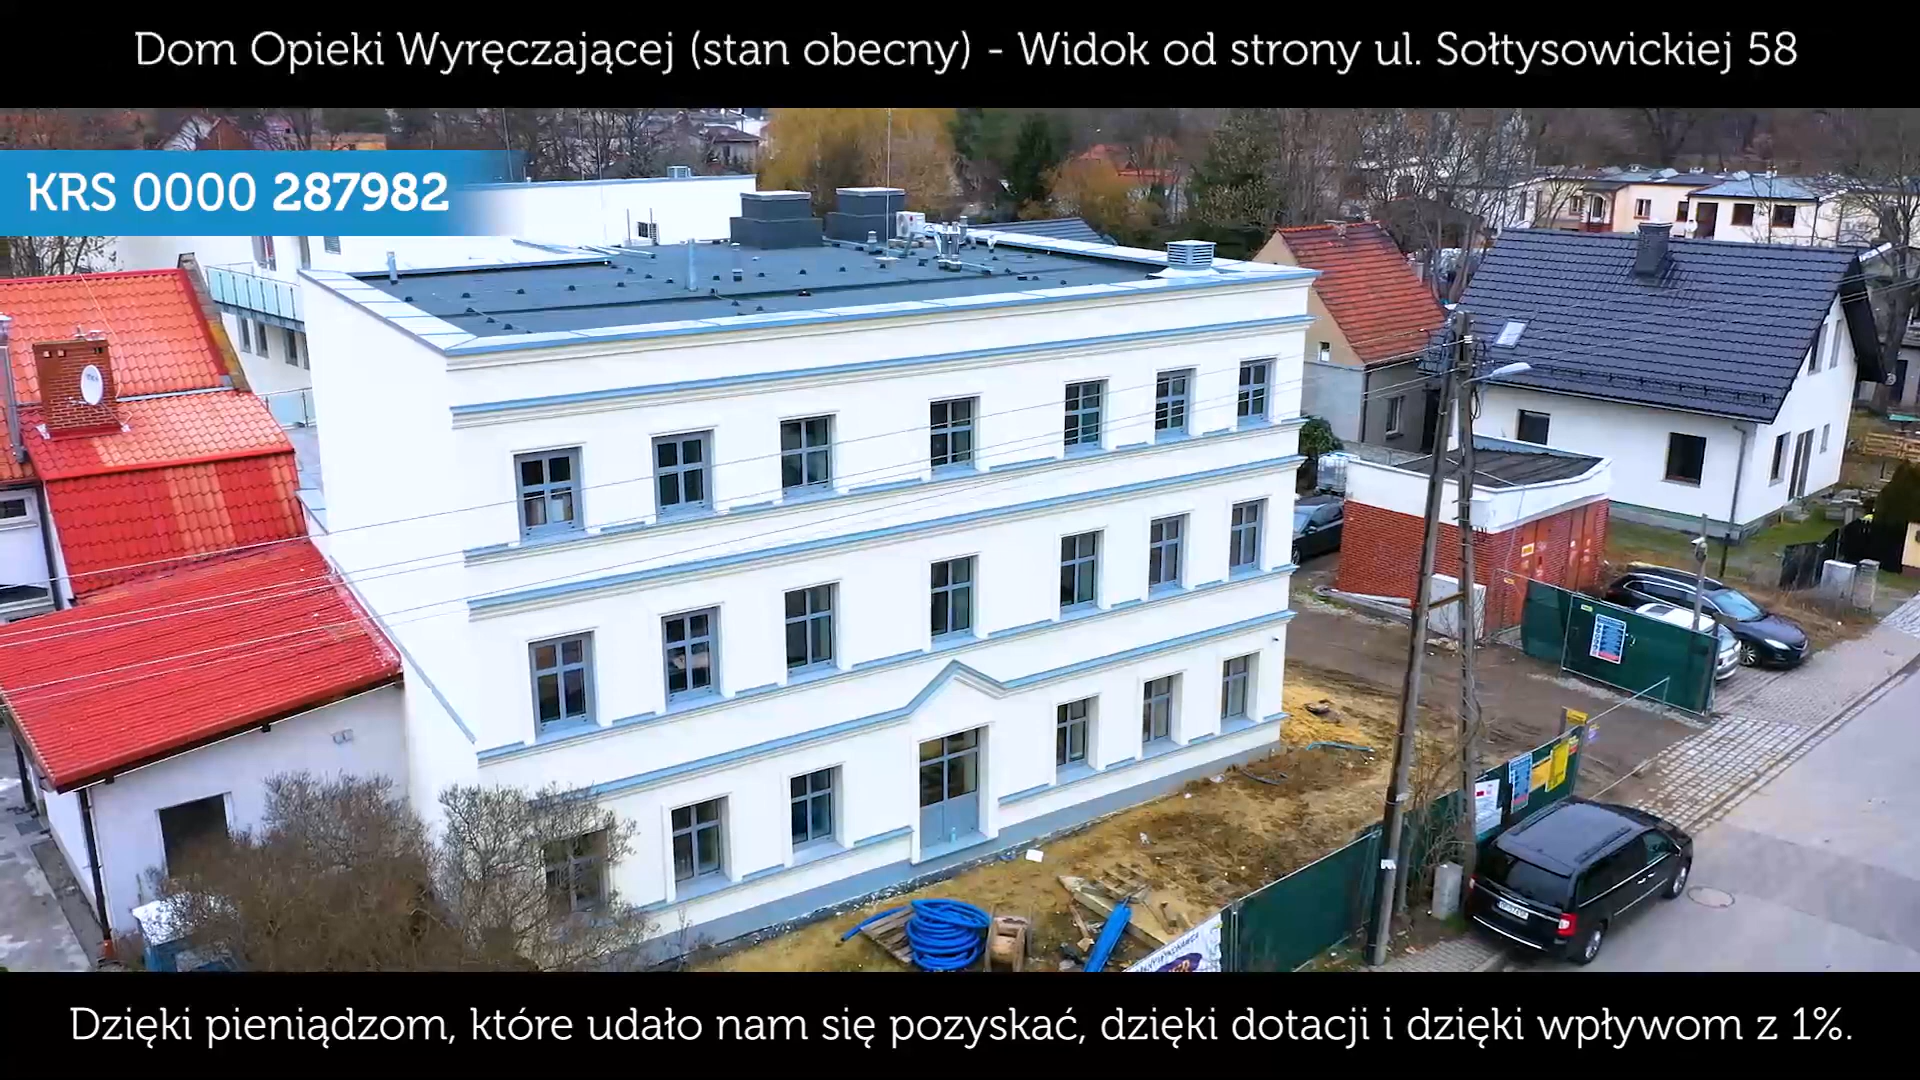 Dom Opieki Wyręczającej (stan obecny) - Widok od strony ul. Sołtysowickiej 58
KRS 0000 287982
Dzięki pieniądzom, które udało nam się pozyskać, dzięki dotacji i dzięki wpływom z 1%.